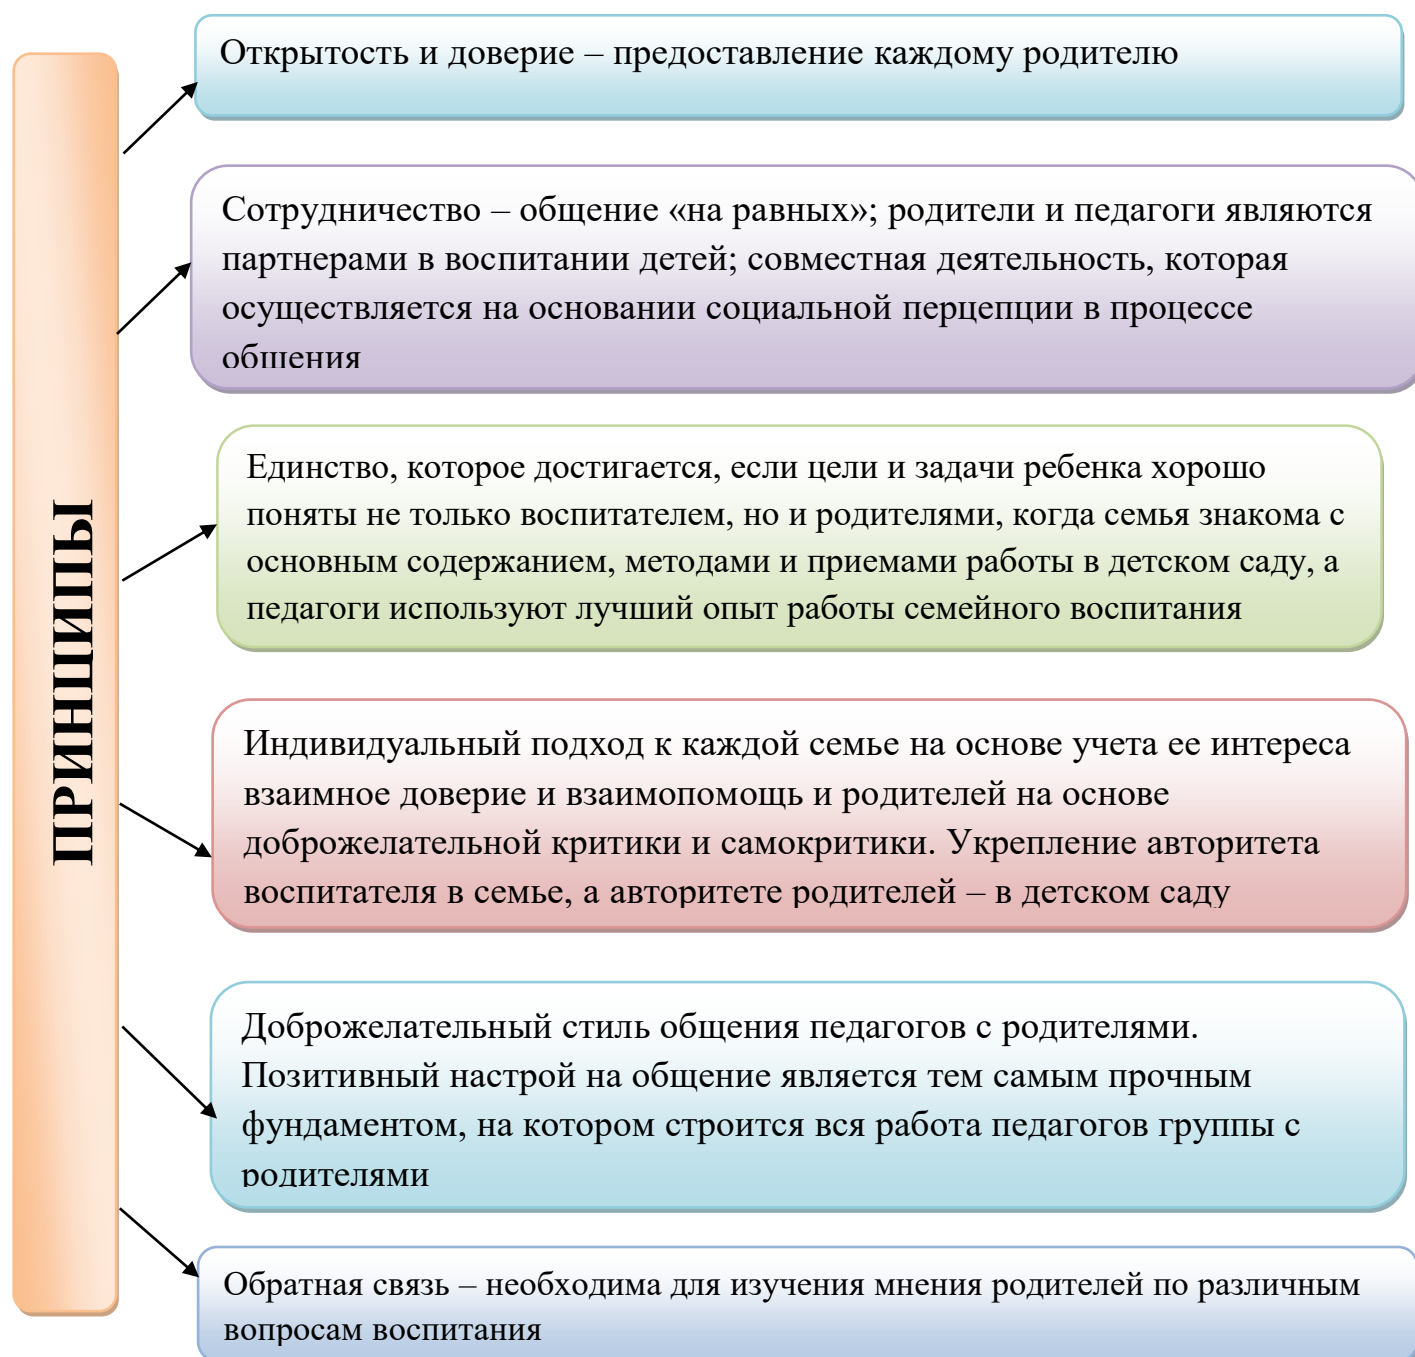 ПРИНЦИПЫ
Открытость и доверие – предоставление каждому родителю
Сотрудничество – общение «на равных»; родители и педагоги являются
партнерами в воспитании детей; совместная деятельность, которая
осуществляется на основании социальной перцепции в процессе
общения
Единство, которое достигается, если цели и задачи ребенка хорошо
поняты не только воспитателем, но и родителями, когда семья знакома с
основным содержанием, методами и приемами работы в детском саду, а
педагоги используют лучший опыт работы семейного воспитания
Индивидуальный подход к каждой семье на основе учета ее интереса
взаимное доверие и взаимопомощь и родителей на основе
доброжелательной критики и самокритики. Укрепление авторитета
воспитателя в семье, а авторитете родителей – в детском саду
Доброжелательный стиль общения педагогов с родителями.
Позитивный настрой на общение является тем самым прочным
фундаментом, на котором строится вся работа педагогов группы с
родителями
Обратная связь – необходима для изучения мнения родителей по различным
вопросам воспитания